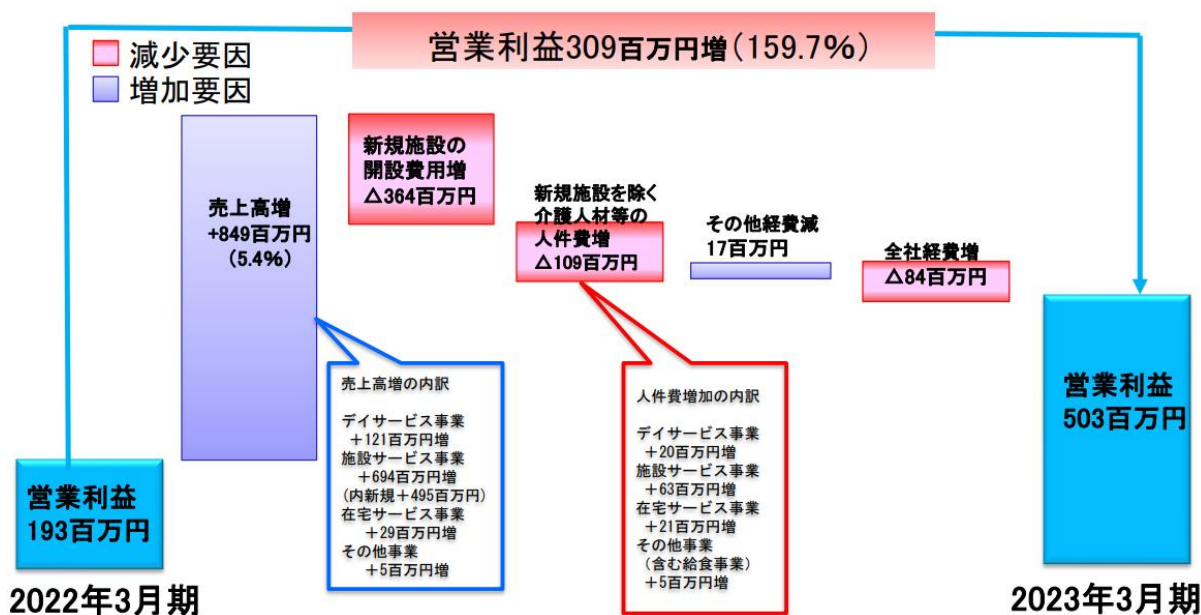 営業利益309百万円増(159.7%)
減少要因
増加要因
売上高増
+849百万円
(5.4%)
新規施設の
開設費用増
△364百万円
新規施設を除く
介護人材等の
人件費増
△109百万円
その他経費減
17百万円
全社経費増
△84百万円
売上高増の内訳
デイサービス事業
+121百万円増
施設サービス事業
+694百万円増
(内新規+495百万円)
在宅サービス事業
+29百万円増
その他事業
+5百万円増
人件費増加の内訳
デイサービス事業
+20百万円増
施設サービス事業
+63百万円増
在宅サービス事業
+21百万円増
その他事業
(含む給食事業)
+5百万円増
営業利益
193百万円
2022年3月期
営業利益
503百万円
2023年3月期